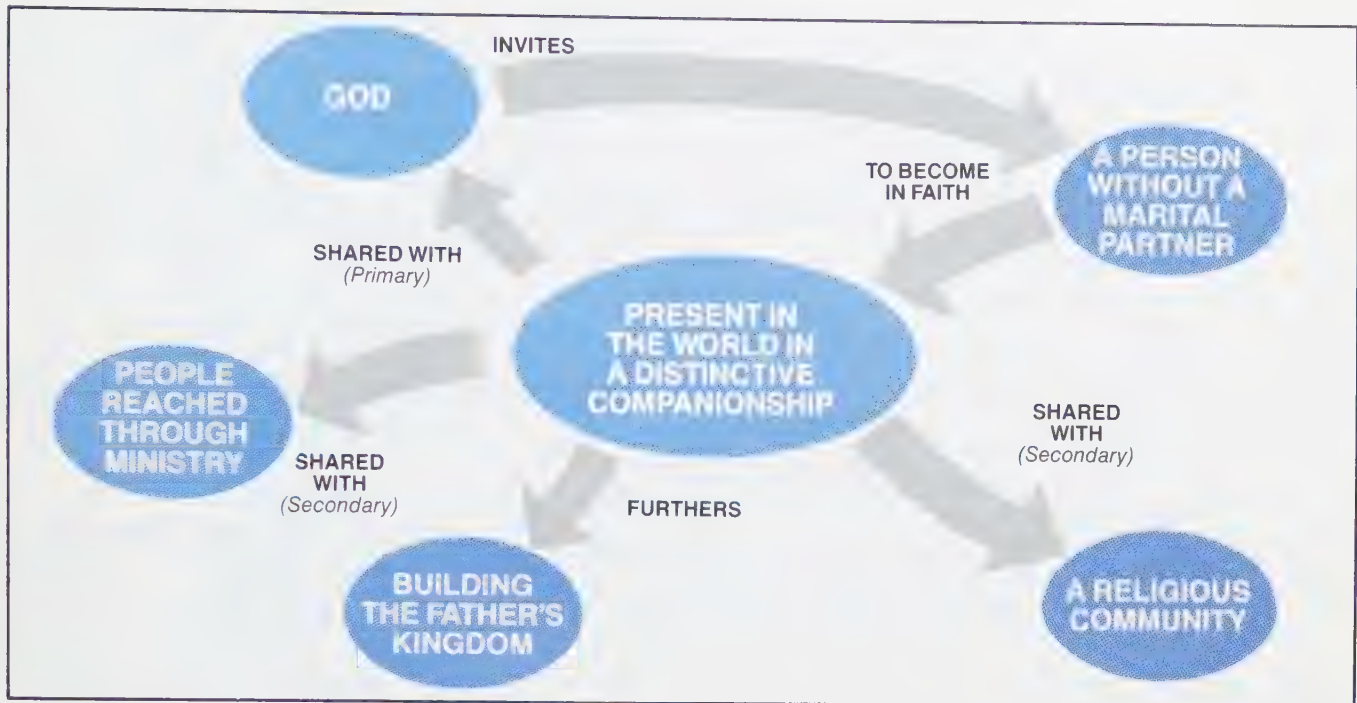 INVITES
GOD
A PERSON
WITHOUT A
MARITAL
PARTNER
TO BECOME
IN FAITH
SHARED WITH
(Primary)
PRESENT IN
THE WORLD IN
A DISTINCTIVE
COMPANIONSHIP
PEOPLE
REACHED
THROUGH
MINISTRY
SHARED
WITH
(Secondary)
SHARED
WITH
(Secondary)
FURTHERS
BUILDING
THE FATHER'S
KINGDOM
A RELIGIOUS
COMMUNITY